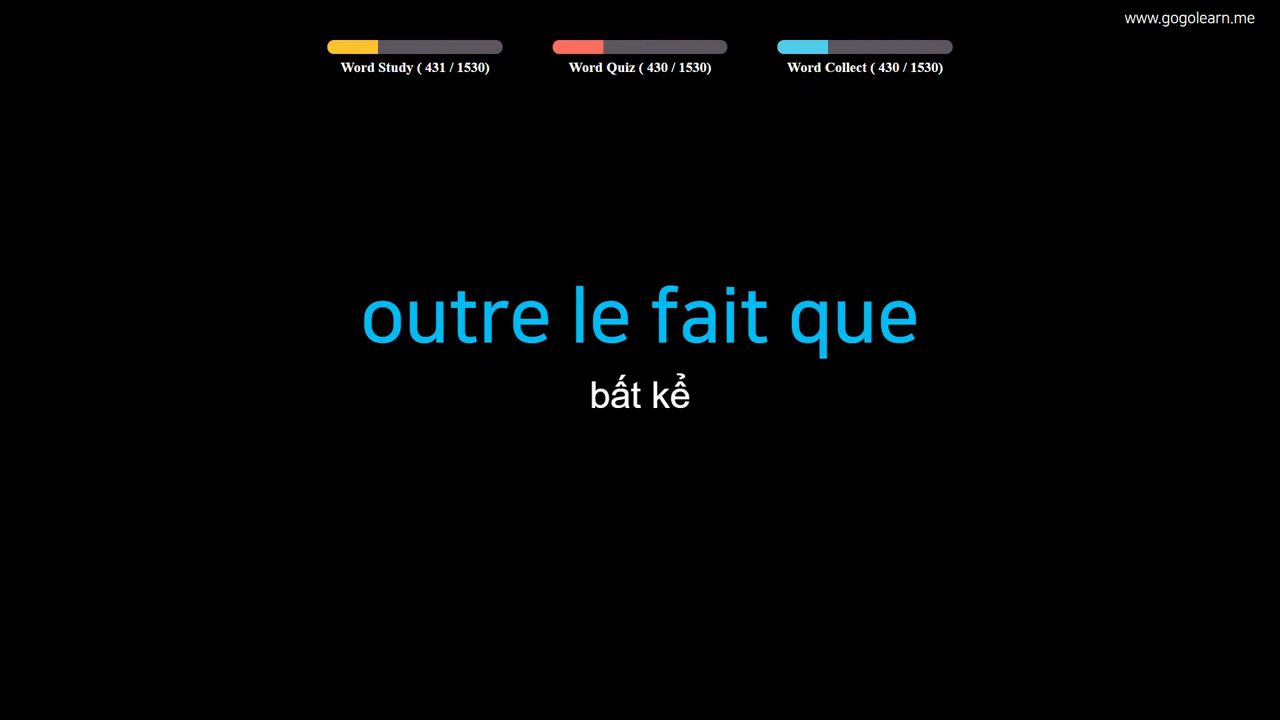 www.gogolearn.me
Word Study ( 431 / 1530)
Word Quiz ( 430 / 1530)
Word Collect ( 430 / 1530)
outre le fait que
bất kể